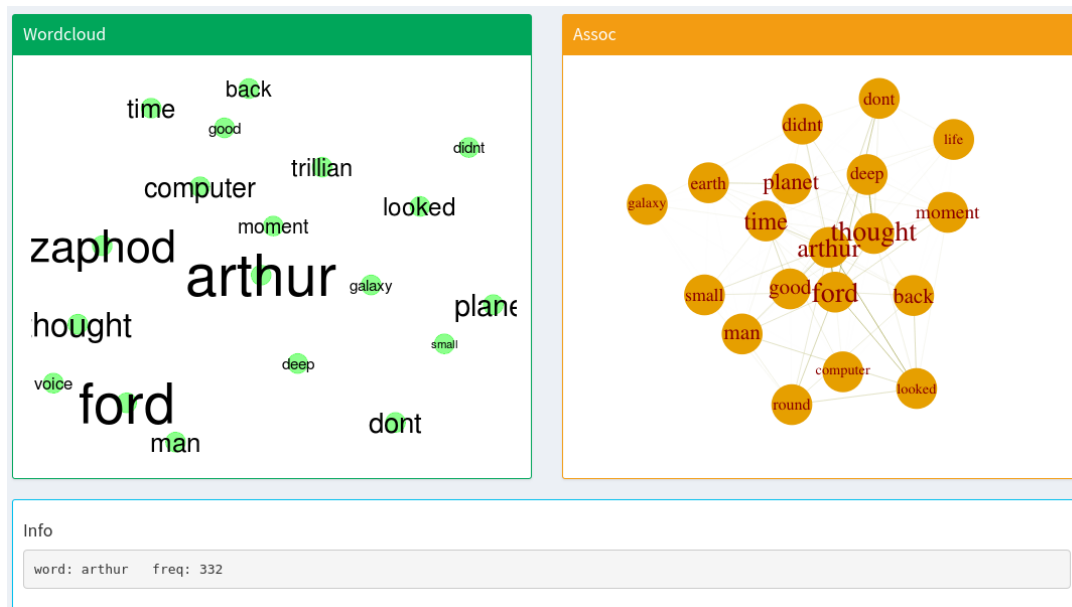 Wordcloud
back
time
good
didnt
trillian
computer
looked
moment
zaphod
arthur
galaxy
plane
hought
small
deep
voice
ford
dont
man
Assoc
dont
didnt
life
deep
earth
planet
galaxy
moment
time
thought
arthur
good
ford
small
back
man
computer
looked
round
Info
word: arthur   freq: 332